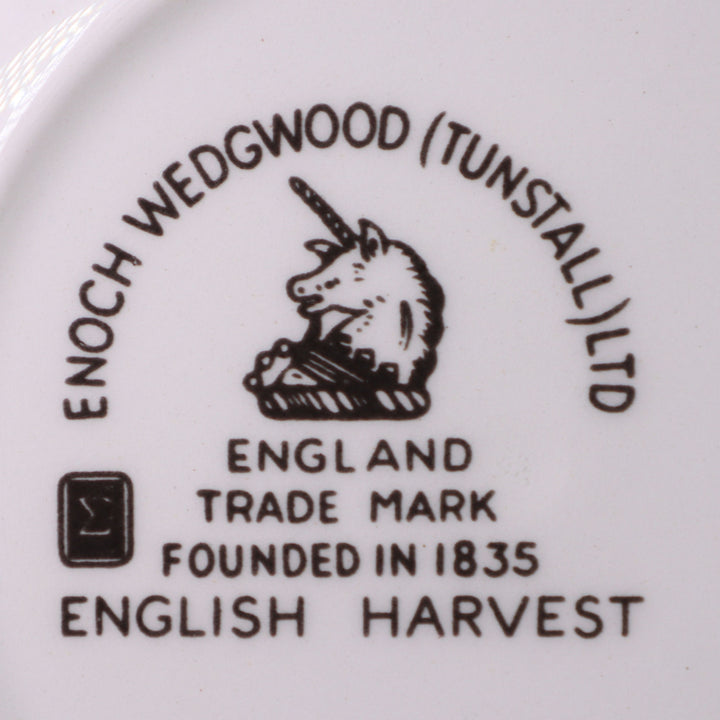 ENOCH WEDGWOOD (TUNSTALL) LTD
ENGLAND
TRADE MARK
FOUNDED IN 1835
ENGLISH HARVEST
Σ